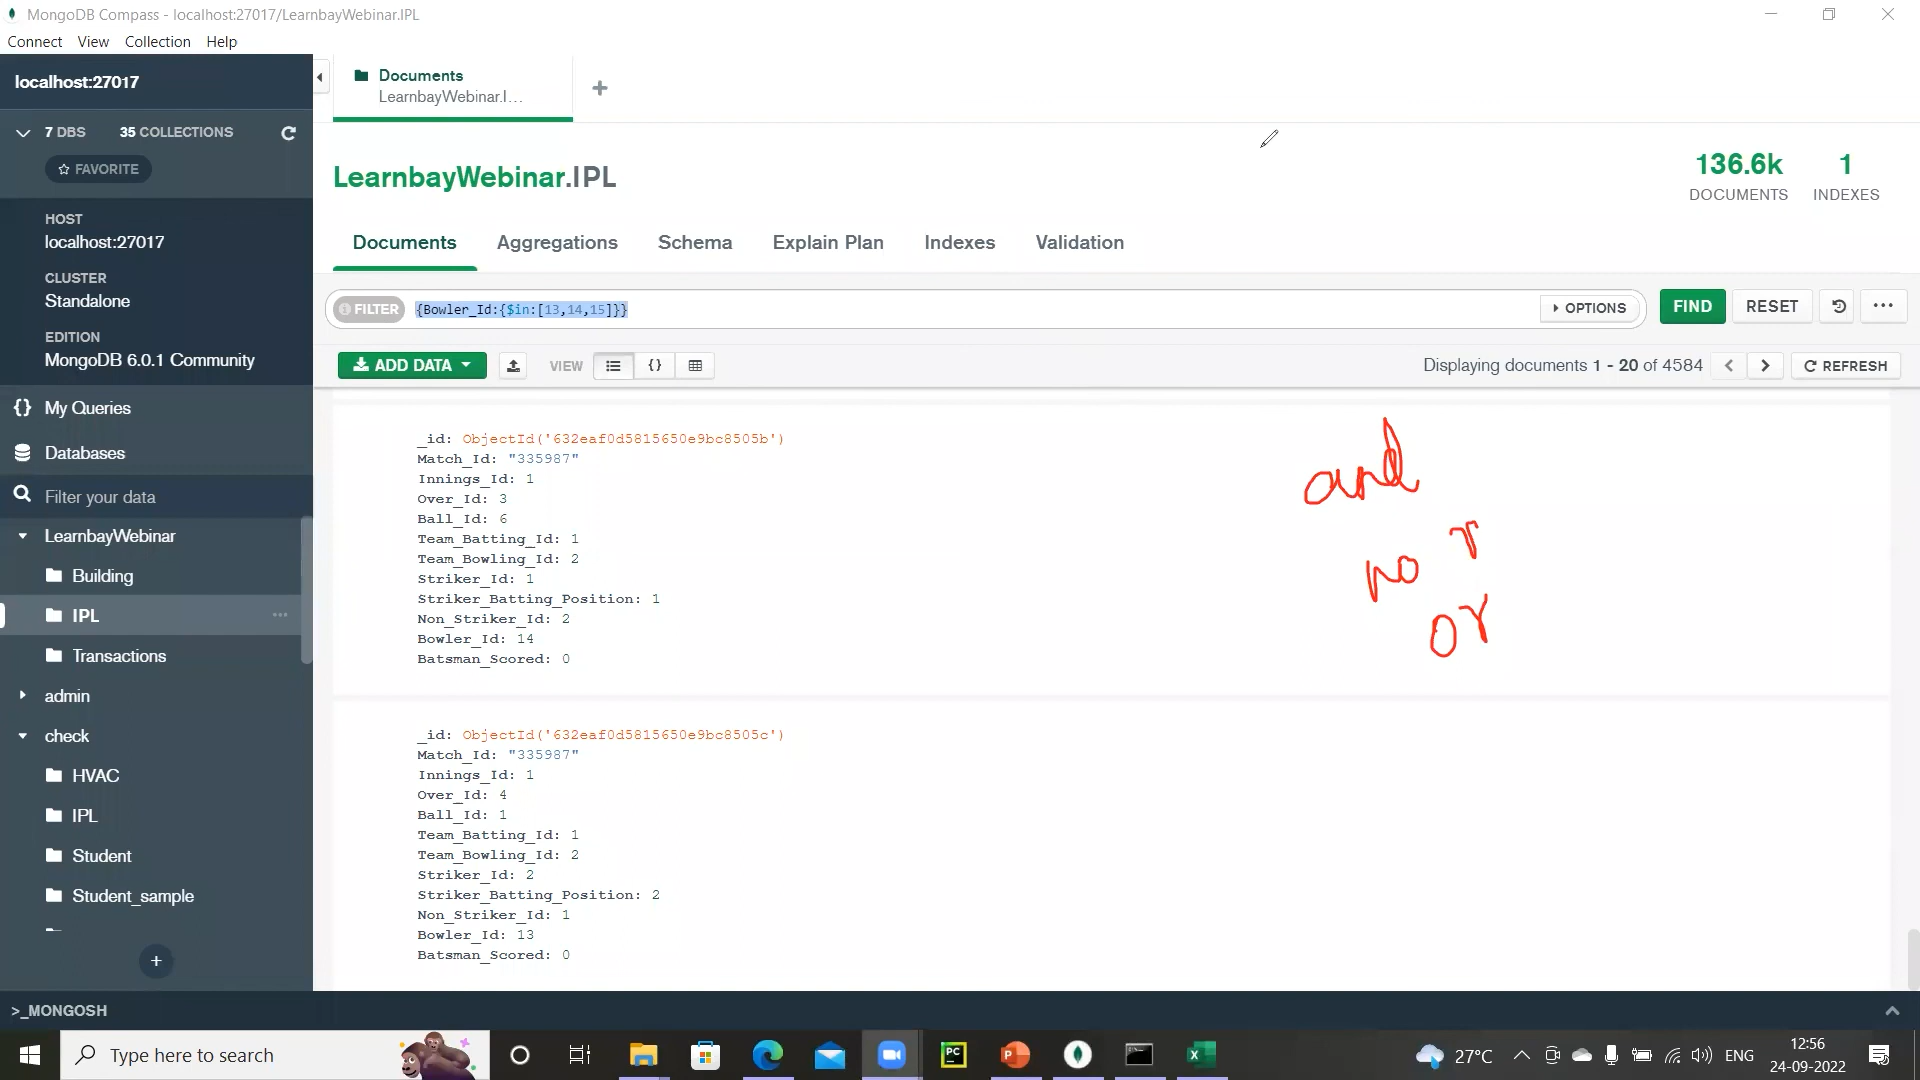 MongoDB Compass - localhost:27017/LearnbayWebinar.IPL
Connect View Collection Help
localhost:27017
7 DBS 35 COLLECTIONS
FAVORITE
HOST
localhost:27017
CLUSTER
Standalone
EDITION
MongoDB 6.0.1 Community
My Queries
Databases
Filter your data
LearnbayWebinar
Building
IPL
Transactions
admin
check
HVAC
IPL
Student
Student_sample
Documents
LearnbayWebinar.I...
LearnbayWebinar.IPL
136.6k
DOCUMENTS
1
INDEXES
Documents Aggregations Schema Explain Plan Indexes Validation
FILTER {Bowler_Id:{$in:[13,14,15]}} OPTIONS FIND RESET
ADD DATA VIEW {} Displaying documents 1 - 20 of 4584 REFRESH
_id: ObjectId('632eaf0d5815650e9bc8505b')
Match_Id: "335987"
Innings_Id: 1
Over_Id: 3
Ball_Id: 6
Team_Batting_Id: 1
Team_Bowling_Id: 2
Striker_Id: 1
Striker_Batting_Position: 1
Non_Striker_Id: 2
Bowler_Id: 14
Batsman_Scored: 0
and
no r
or
_id: ObjectId('632eaf0d5815650e9bc8505c')
Match_Id: "335987"
Innings_Id: 1
Over_Id: 4
Ball_Id: 1
Team_Batting_Id: 1
Team_Bowling_Id: 2
Striker_Id: 2
Striker_Batting_Position: 2
Non_Striker_Id: 1
Bowler_Id: 13
Batsman_Scored: 0
>_MONGOSH
Type here to search
PC
P
X
27°C
ENG
12:56
24-09-2022